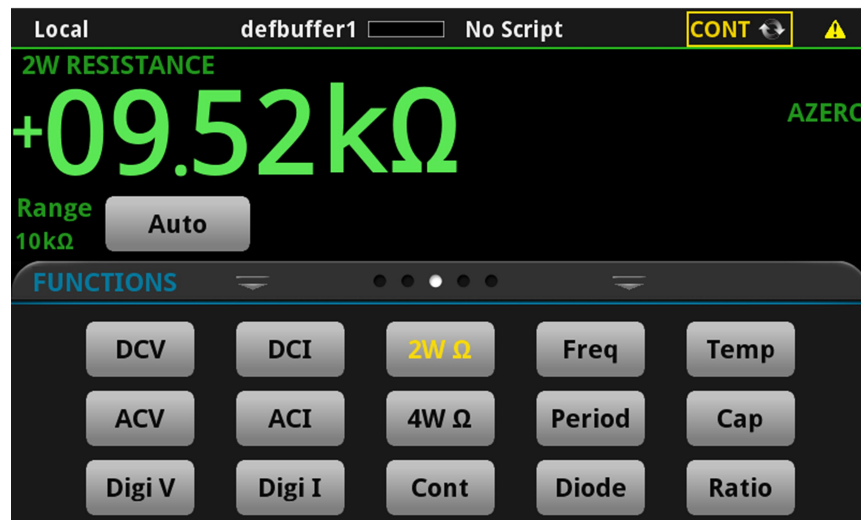 Local defbuffer1 No Script CONT
2W RESISTANCE
+09.52kΩ
AZERO
Range
10kΩ
Auto
FUNCTIONS
DCV DCI 2W Ω Freq Temp
ACV ACI 4W Ω Period Cap
Digi V Digi I Cont Diode Ratio